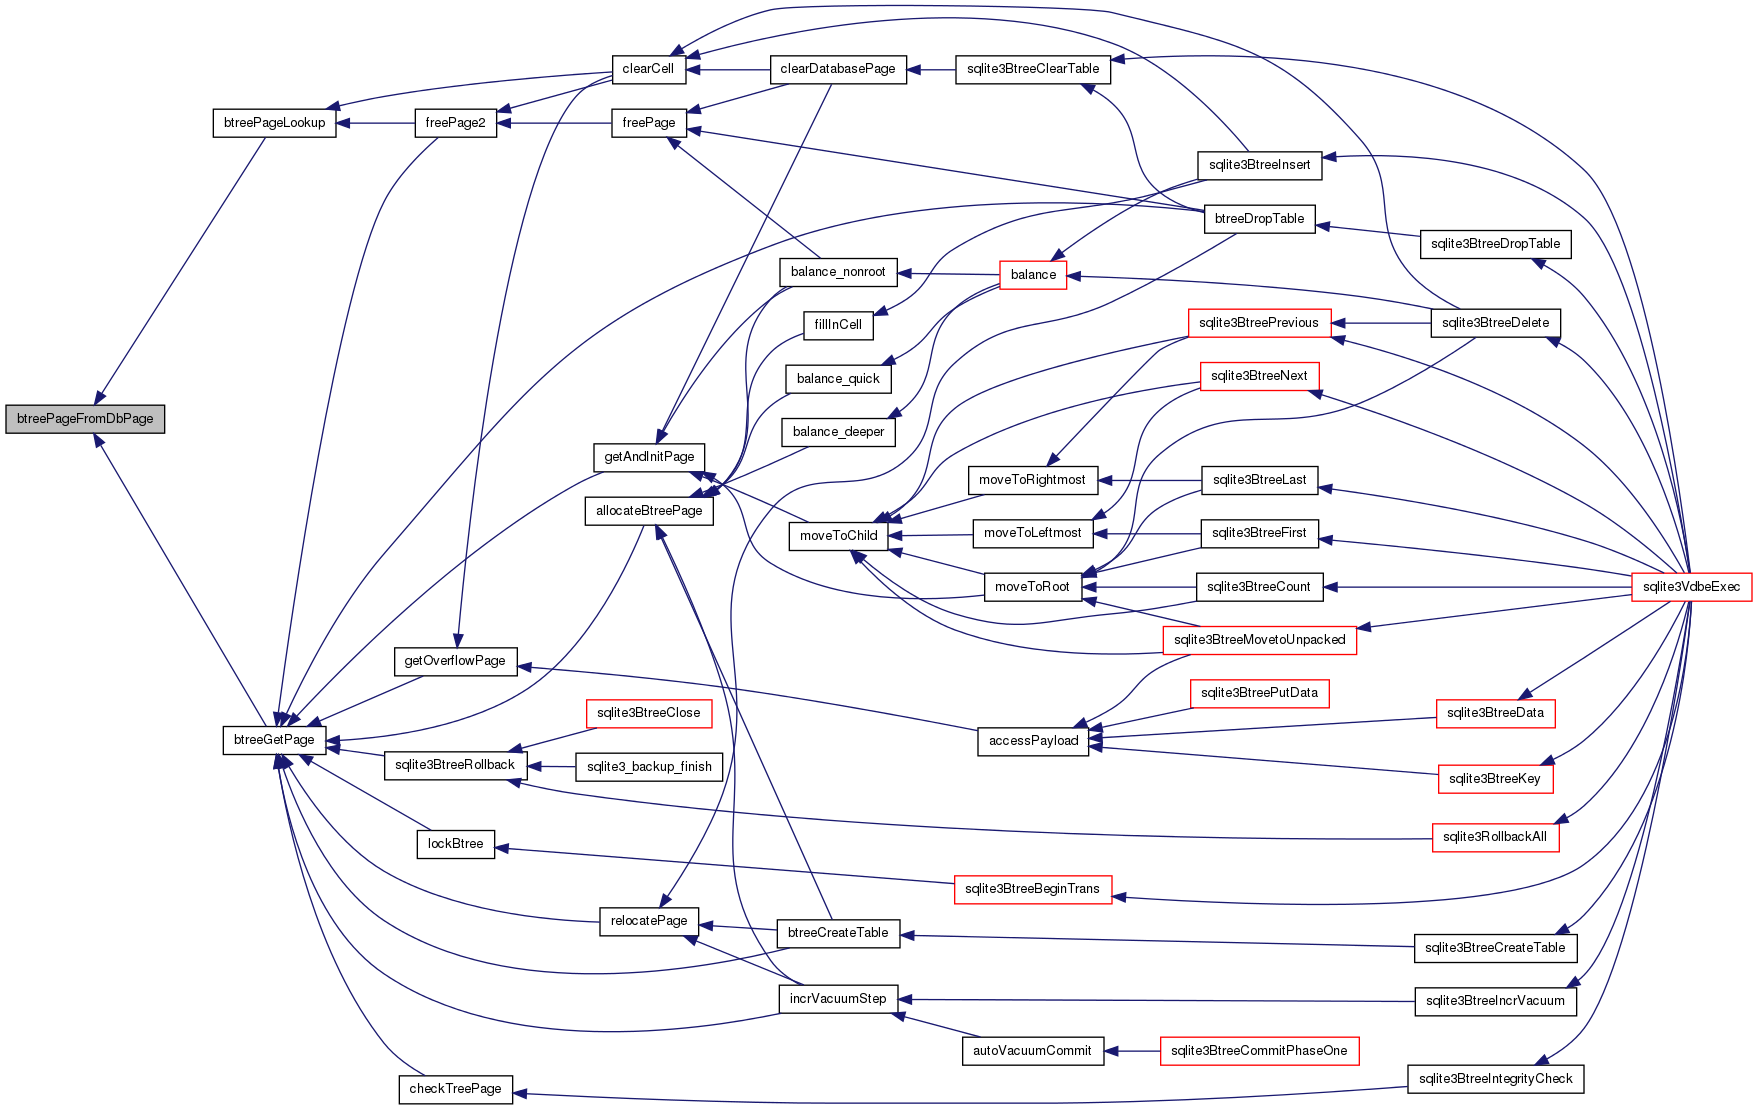 btreePageFromDbPage
btreePageLookup
btreeGetPage
freePage2
getOverflowPage
sqlite3BtreeRollback
lockBtree
checkTreePage
clearCell
freePage
getAndInitPage
allocateBtreePage
sqlite3BtreeClose
sqlite3_backup_finish
relocatePage
clearDatabasePage
balance_nonroot
fillInCell
balance_quick
balance_deeper
moveToChild
btreeCreateTable
incrVacuumStep
sqlite3BtreeClearTable
balance
moveToRightmost
moveToLeftmost
moveToRoot
accessPayload
sqlite3BtreeBeginTrans
autoVacuumCommit
sqlite3BtreeInsert
btreeDropTable
sqlite3BtreePrevious
sqlite3BtreeNext
sqlite3BtreeLast
sqlite3BtreeFirst
sqlite3BtreeCount
sqlite3BtreeMovetoUnpacked
sqlite3BtreePutData
sqlite3BtreeCommitPhaseOne
sqlite3BtreeDropTable
sqlite3BtreeDelete
sqlite3BtreeData
sqlite3BtreeKey
sqlite3RollbackAll
sqlite3BtreeCreateTable
sqlite3BtreeIncrVacuum
sqlite3BtreeIntegrityCheck
sqlite3VdbeExec